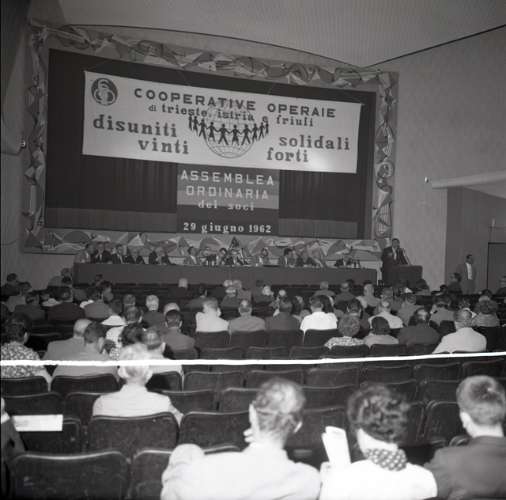 COOPERATIVE OPERAIE
di trieste, istria e friuli
disuniti solidali
vinti forti
ASSEMBLEA
ORDINARIA
dei soci
29 giugno 1962